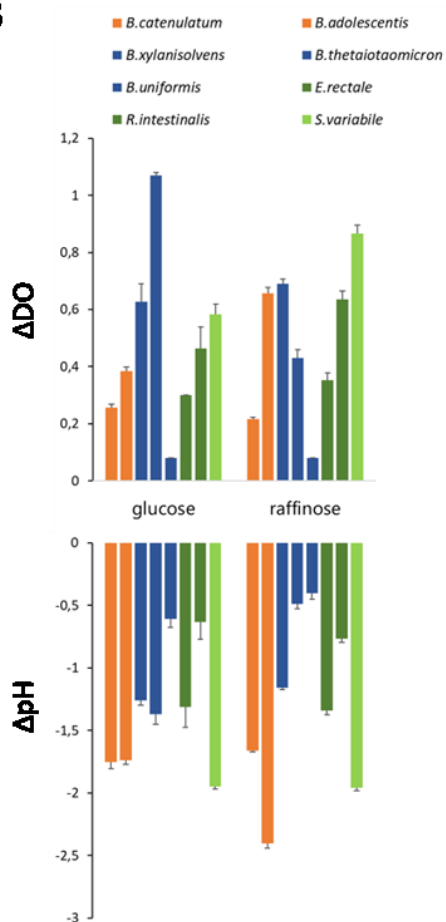 B.catenulatum B.adolescentis
B.xylanisolvens B.thetaiotaomicron
B.uniformis E.rectale
R.intestinalis S.variabile
ΔDO
1,2
1
0,8
0,6
0,4
0,2
0
glucose raffinose
ΔpH
0
-0,5
-1
-1,5
-2
-2,5
-3